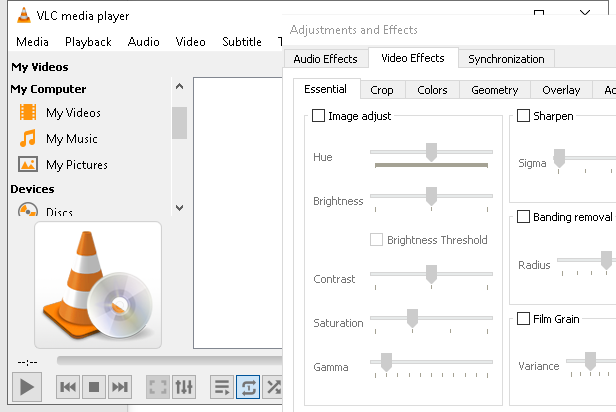 VLC media player
Media Playback Audio Video Subtitle
Adjustments and Effects
Audio Effects Video Effects Synchronization
Essential Crop Colors Geometry Overlay
My Videos
My Computer
My Videos
My Music
My Pictures
Devices
Discs
--:--
Image adjust
Hue
Brightness
Brightness Threshold
Contrast
Saturation
Gamma
Sharpen
Sigma
Banding removal
Radius
Film Grain
Variance